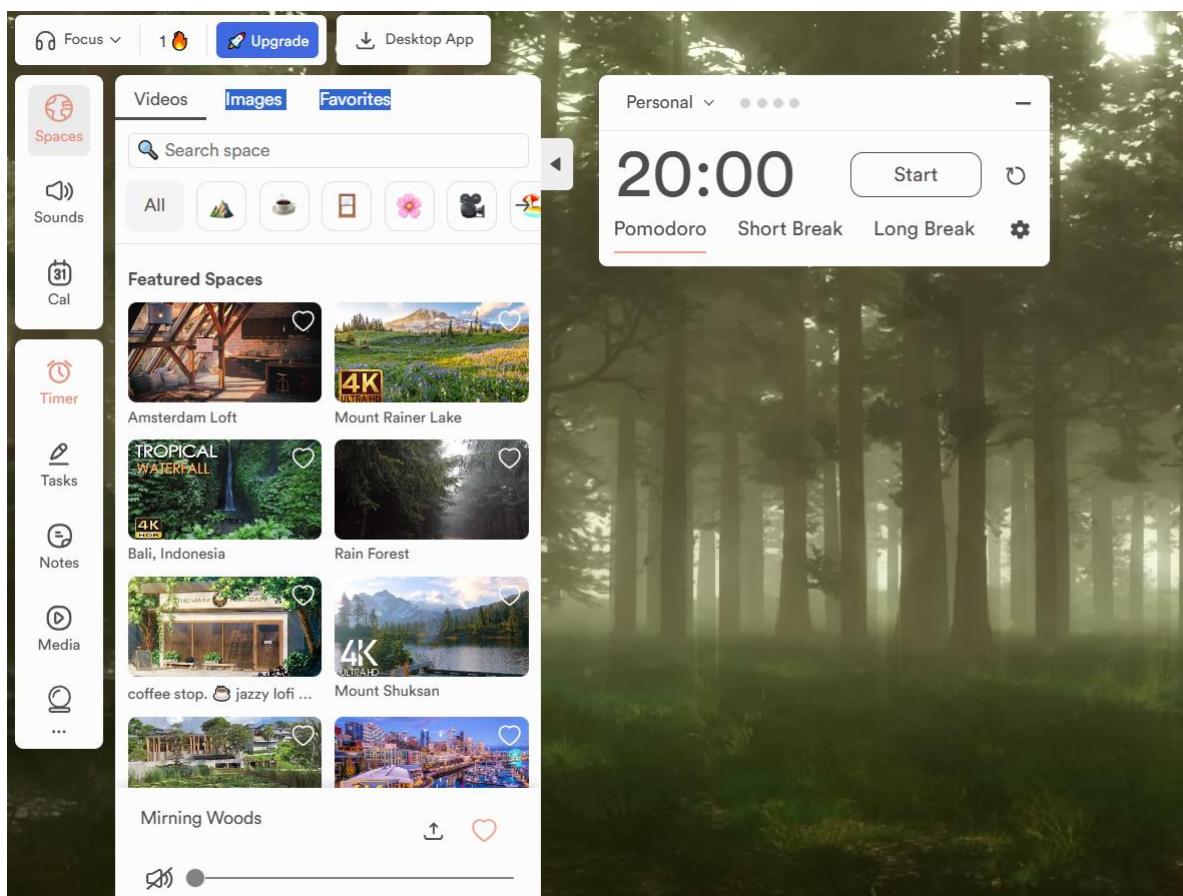 Focus
1
Upgrade
Desktop App
Spaces
Sounds
31
Cal
Timer
Tasks
Notes
Media
...
Videos Images Favorites
Search space
All
Featured Spaces
Amsterdam Loft
4K
ULTRA HD
Mount Rainer Lake
TROPICAL
WATERFALL
4K
HDR
Bali, Indonesia
Rain Forest
coffee stop. jazzy lofi ...
4K
ULTRA HD
Mount Shuksan
Mirning Woods
Personal
20:00
Start
Pomodoro Short Break Long Break